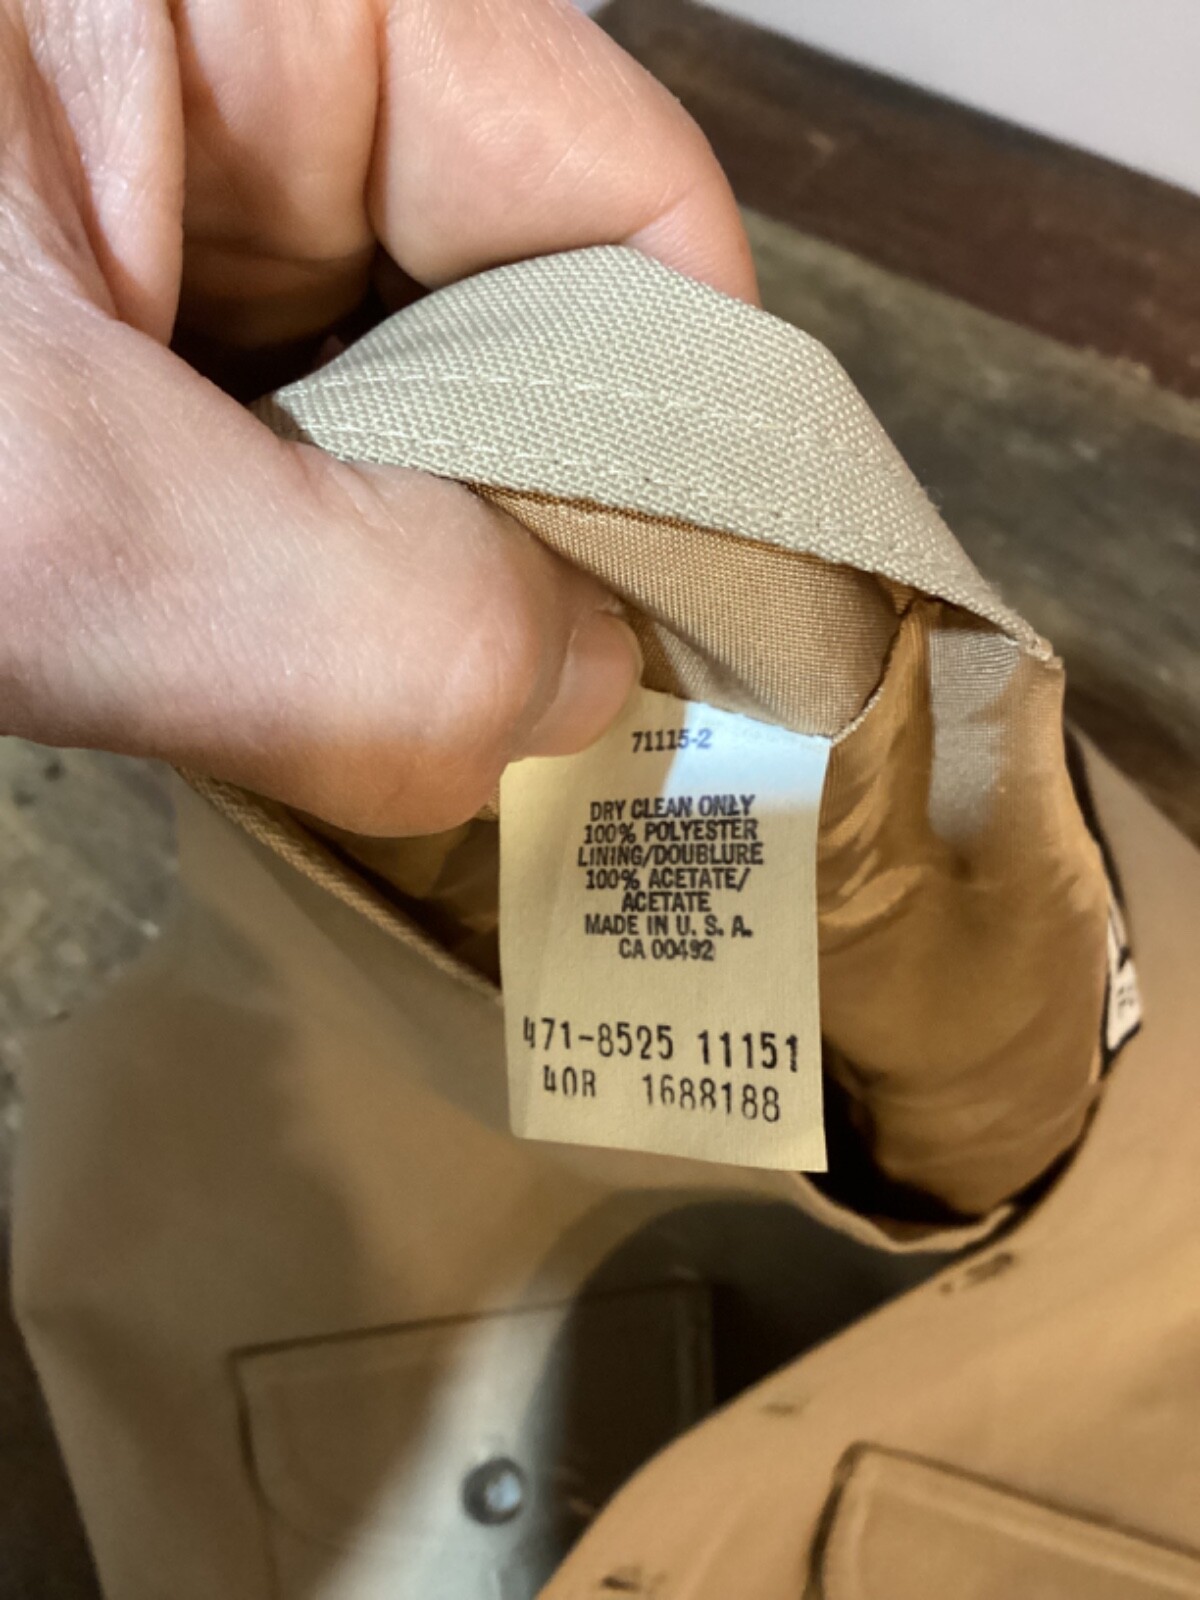 71115-2
DRY CLEAN ONLY
100% POLYESTER
LINING/DOUBLURE
100% ACETATE/
ACETATE
MADE IN U. S. A.
CA 00492
471-8525 11151
40R 1688188